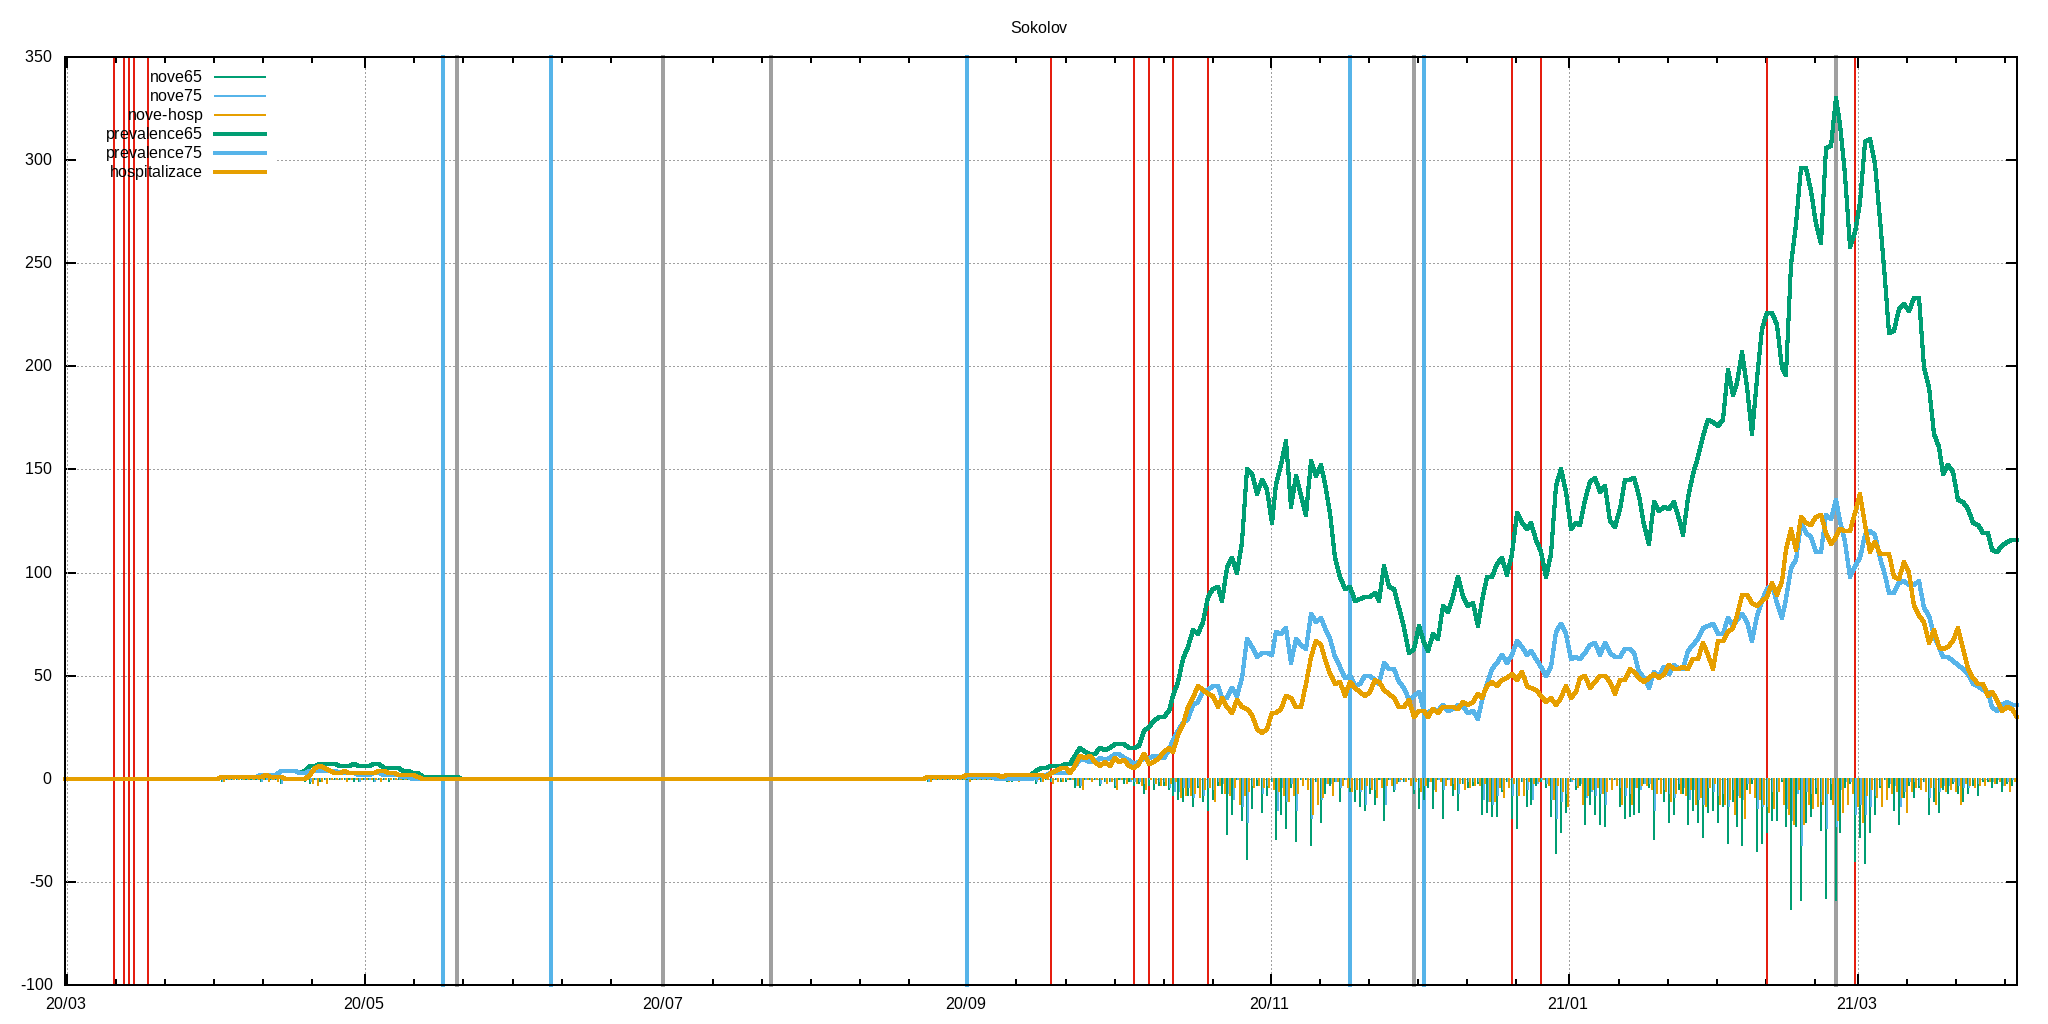 Sokolov
350
300
250
200
150
100
50
0
-50
-100
nove65
nove75
nove-hosp
prevalence65
prevalence75
hospitalizace
20/03 20/05 20/07 20/09 20/11 21/01 21/03